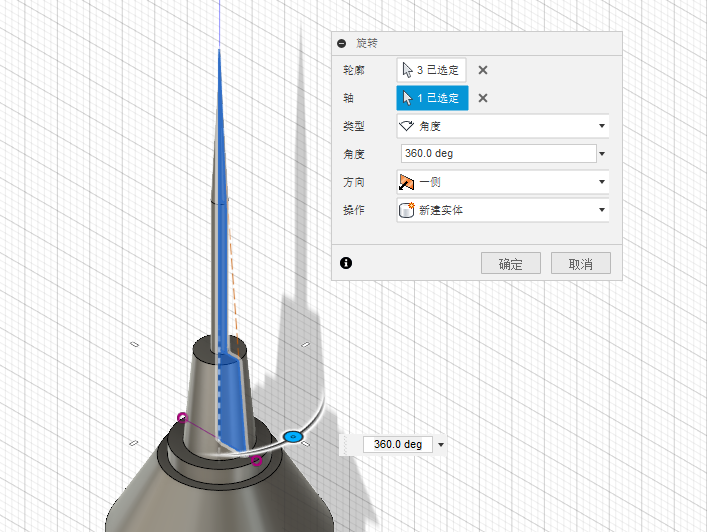 旋转
轮廓 3 已选定
轴 1 已选定
类型 角度
角度 360.0 deg
方向 一侧
操作 新建实体
确定 取消
360.0 deg